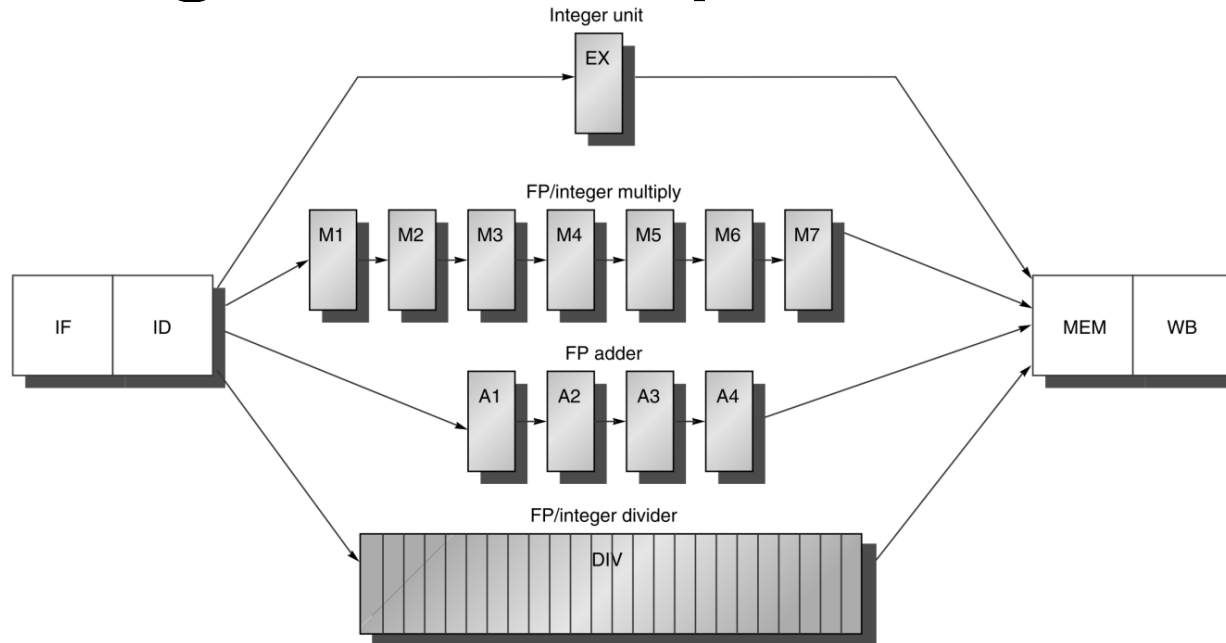 Integer unit
EX
FP/integer multiply
M1 M2 M3 M4 M5 M6 M7
IF ID
MEM WB
FP adder
A1 A2 A3 A4
FP/integer divider
DIV